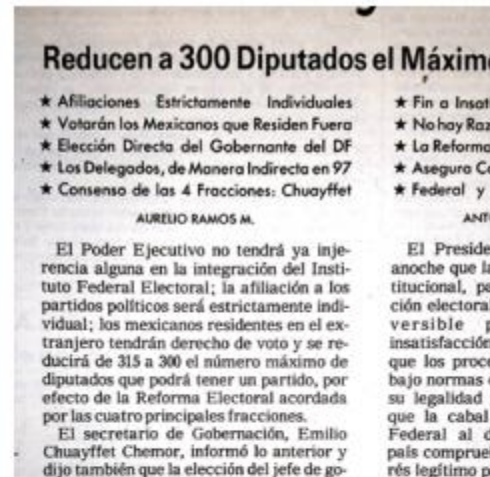 Reducen a 300 Diputados el Máxim
★ Afiliaciones Estrictamente Individuales
★ Votarán los Mexicanos que Residen Fuera
★ Elección Directa del Gobernante del DF
★ Los Delegados, de Manera Indirecta en 97
★ Consenso de las 4 Fracciones: Chuayffet
AURELIO RAMOS M.
El Poder Ejecutivo no tendrá ya inje-
rencia alguna en la integración del Insti-
tuto Federal Electoral; la afiliación a los
partidos políticos será estrictamente indi-
vidual; los mexicanos residentes en el ex-
tranjero tendrán derecho de voto y se re-
ducirá de 315 a 300 el número máximo de
diputados que podrá tener un partido, por
efecto de la Reforma Electoral acordada
por las cuatro principales fracciones.
El secretario de Gobernación, Emilio
Chuayffet Chemor, informó lo anterior y
dijo también que la elección del jefe de go-
★ Fin a Insat
★ No hay Raz
★ La Reforma
★ Asegura Co
★ Federal y
ANT
El Preside
anoche que la
titucional, pe
ción electoral
versible p
insatisfacción
que los proce
bajo normas
su legalidad
que la cabal
Federal al d
país comprue
rés legítimo p